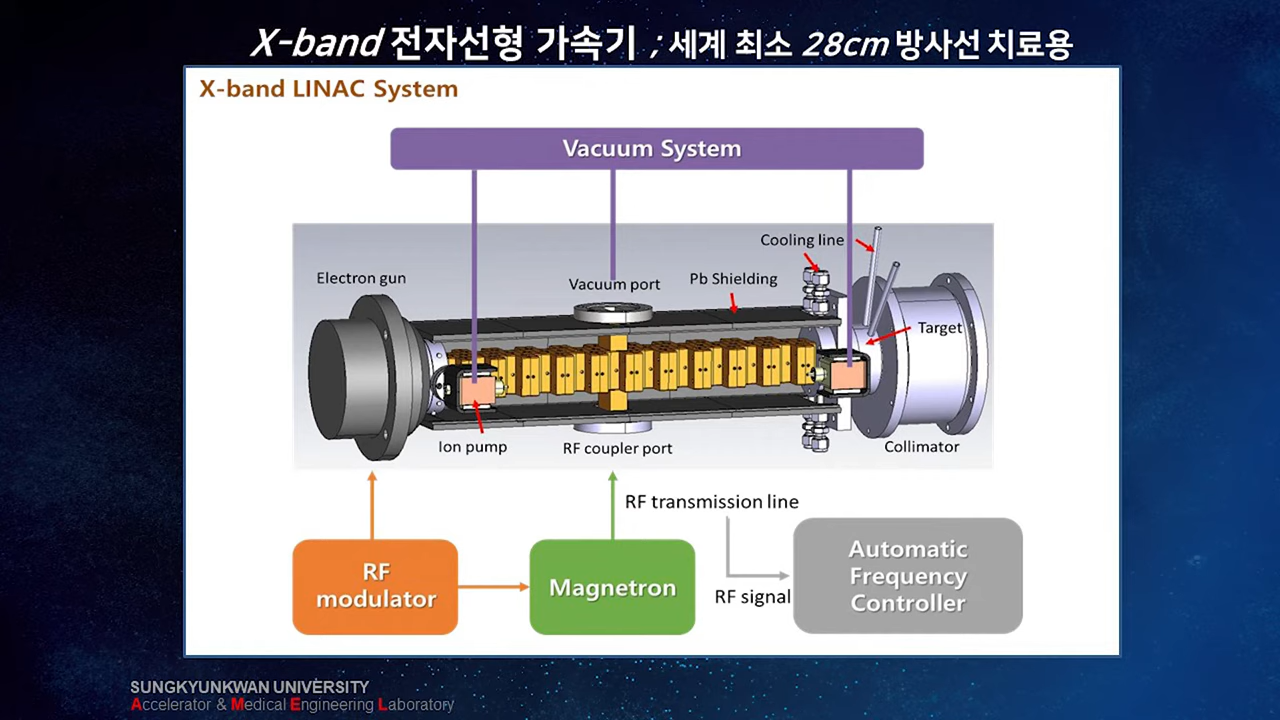 X-band 전자선형 가속기 ; 세계 최소 28cm 방사선 치료용
X-band LINAC System
Vacuum System
Cooling line
Electron gun
Vacuum port
Pb Shielding
Target
Ion pump
RF coupler port
Collimator
RF transmission line
RF
modulator
Magnetron
Automatic
Frequency
Controller
RF signal
SUNGKYUNKWAN UNIVERSITY
Accelerator & Medical Engineering Laboratory